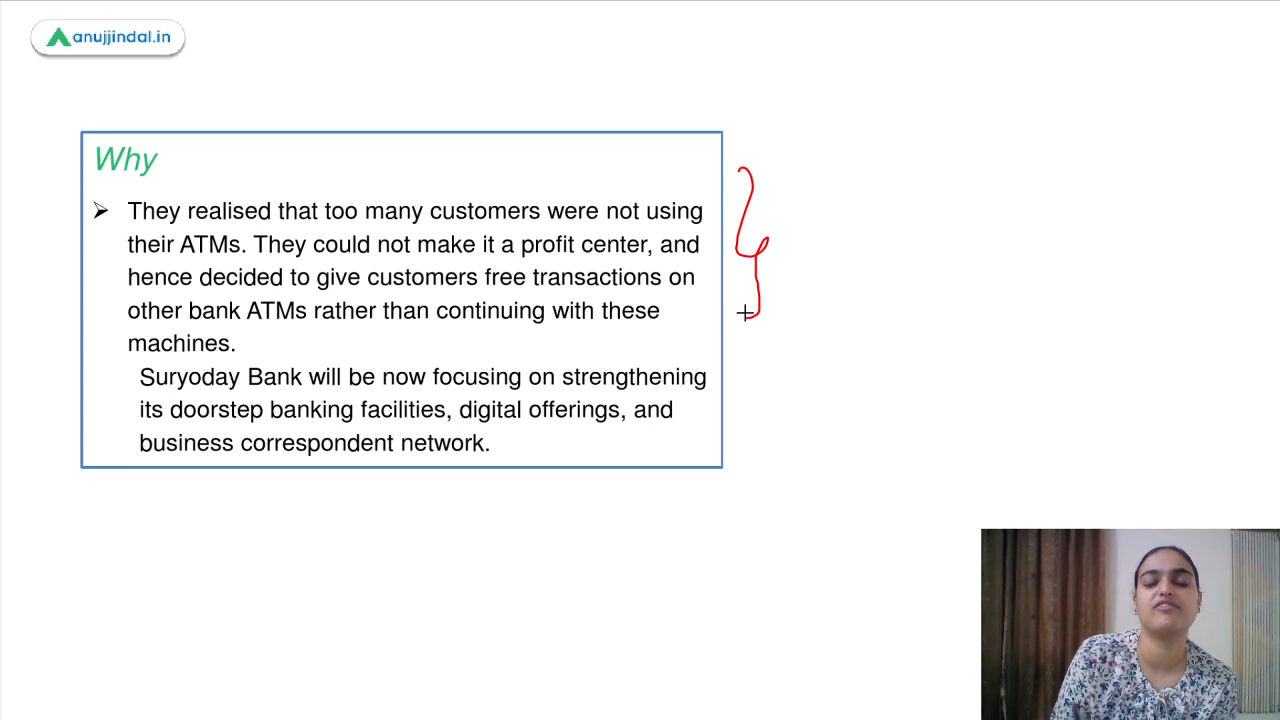 anujjindal.in
Why
➢ They realised that too many customers were not using
their ATMs. They could not make it a profit center, and
hence decided to give customers free transactions on
other bank ATMs rather than continuing with these
machines.
Suryoday Bank will be now focusing on strengthening
its doorstep banking facilities, digital offerings, and
business correspondent network.